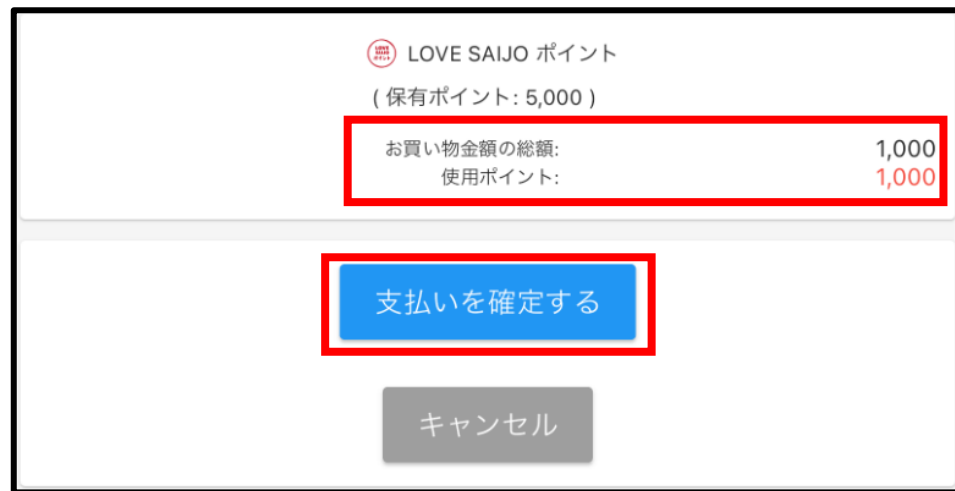 LOVE SAIJO ポイント
( 保有ポイント: 5,000 )
お買い物金額の総額: 1,000
使用ポイント: 1,000
支払いを確定する
キャンセル